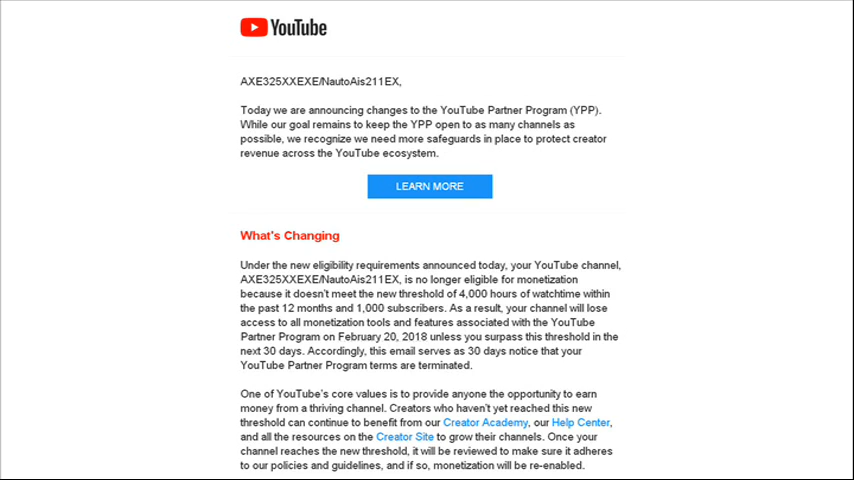 YouTube
AXE325XXEXE/NautoAis211EX,
Today we are announcing changes to the YouTube Partner Program (YPP).
While our goal remains to keep the YPP open to as many channels as
possible, we recognize we need more safeguards in place to protect creator
revenue across the YouTube ecosystem.
LEARN MORE
What's Changing
Under the new eligibility requirements announced today, your YouTube channel,
AXE325XXEXE/NautoAis211EX, is no longer eligible for monetization
because it doesn't meet the new threshold of 4,000 hours of watchtime within
the past 12 months and 1,000 subscribers. As a result, your channel will lose
access to all monetization tools and features associated with the YouTube
Partner Program on February 20, 2018 unless you surpass this threshold in the
next 30 days. Accordingly, this email serves as 30 days notice that your
YouTube Partner Program terms are terminated.
One of YouTube's core values is to provide anyone the opportunity to earn
money from a thriving channel. Creators who haven't yet reached this new
threshold can continue to benefit from our Creator Academy, our Help Center,
and all the resources on the Creator Site to grow their channels. Once your
channel reaches the new threshold, it will be reviewed to make sure it adheres
to our policies and guidelines, and if so, monetization will be re-enabled.